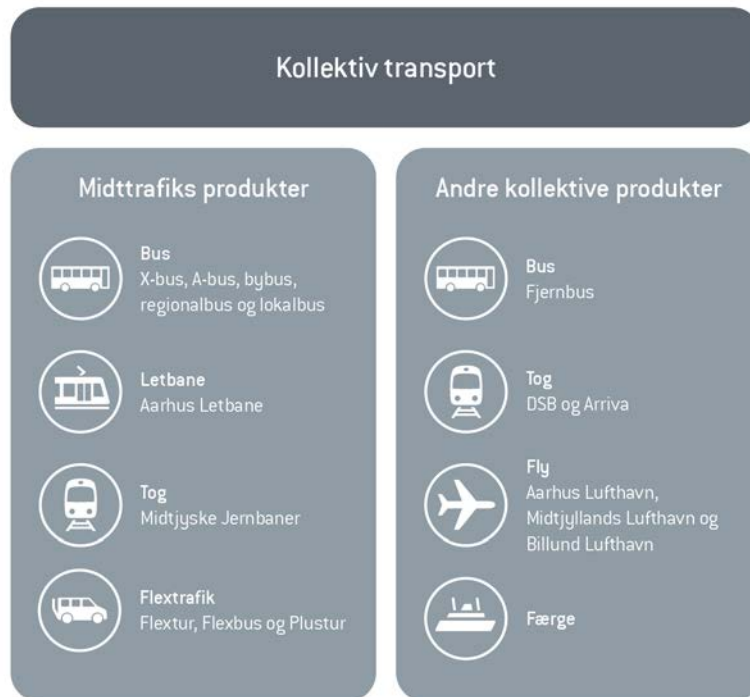 Kollektiv transport
Midttrafiks produkter
Bus
X-bus, A-bus, bybus,
regionalbus og lokalbus
Letbane
Aarhus Letbane
Tog
Midtjyske Jernbaner
Flextrafik
Flextur, Flexbus og Plustur
Andre kollektive produkter
Bus
Fjernbus
Tog
DSB og Arriva
Fly
Aarhus Lufthavn,
Midtjyllands Lufthavn og
Billund Lufthavn
Færge